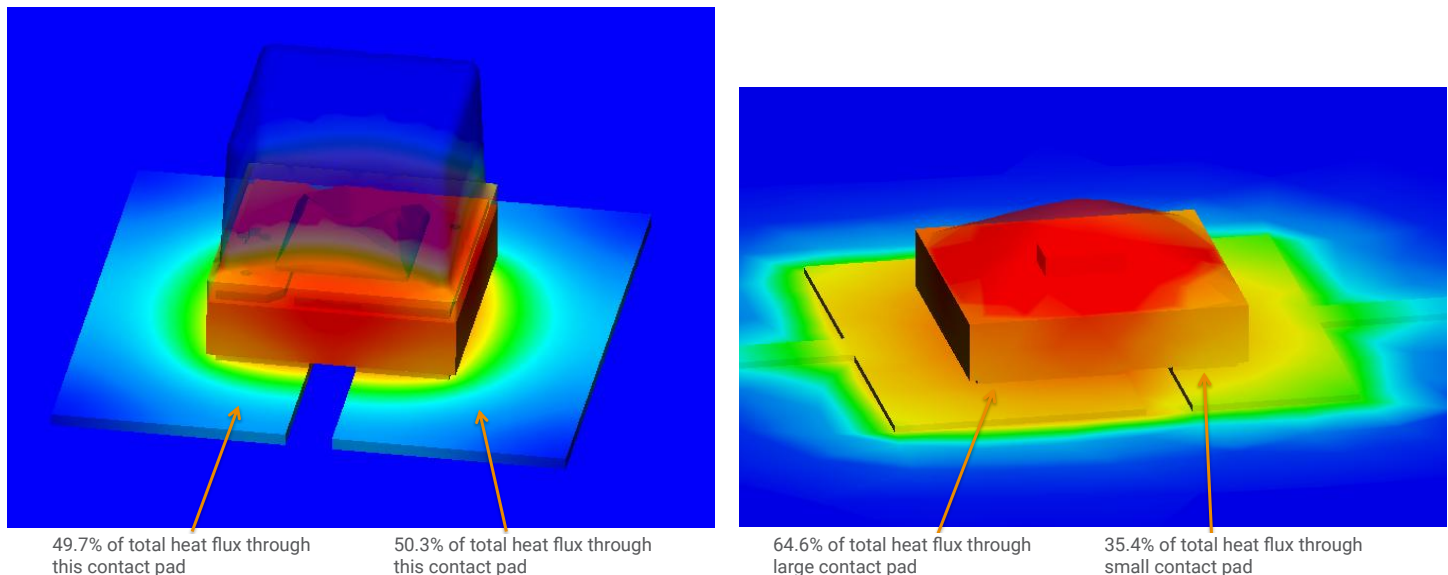 49.7% of total heat flux through
this contact pad
50.3% of total heat flux through
this contact pad
64.6% of total heat flux through
large contact pad
35.4% of total heat flux through
small contact pad